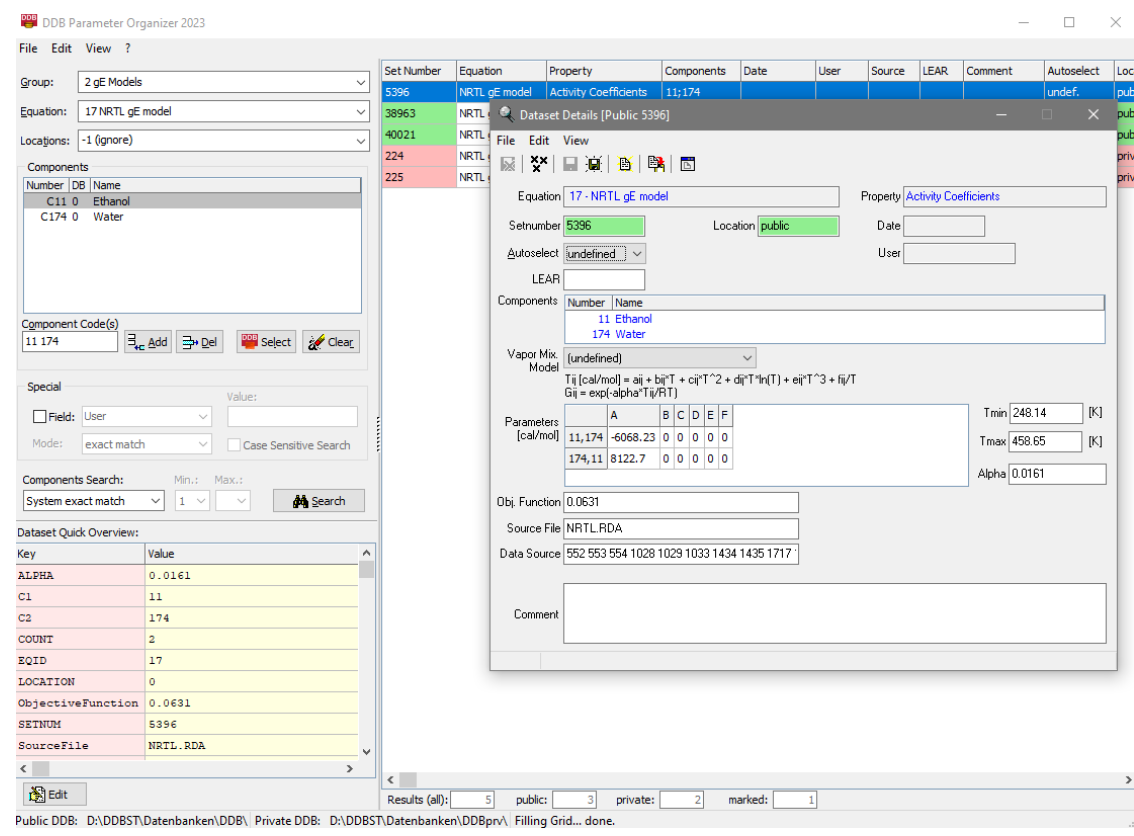 DDB Parameter Organizer 2023
File Edit View ?
Group: 2 gE Models
Equation: 17 NRTL gE model
Locations: -1 (ignore)
Components
Number DB Name
C11 0 Ethanol
C174 0 Water
Component Code(s)
11 174 Add Del Select Clear
Special
Value:
Field: User
Mode: exact match Case Sensitive Search
Components Search: Min.: Max.:
System exact match 1 Search
Dataset Quick Overview:
Key Value
ALPHA 0.0161
C1 11
C2 174
COUNT 2
EQID 17
LOCATION 0
ObjectiveFunction 0.0631
SETNUM 5396
SourceFile NRTL.RDA
Edit
Set Number Equation Property Components Date User Source LEAR Comment Autoselect Loc
5396 NRTL gE model Activity Coefficients 11;174 undef. pub
38963 NRTL pub
40021 NRTL pub
224 NRTL priv
225 NRTL priv
Dataset Details [Public 5396]
File Edit View
Equation 17 - NRTL gE model Property Activity Coefficients
Setnumber 5396 Location public Date
Autoselect undefined User
LEAR
Components Number Name
11 Ethanol
174 Water
Vapor Mix. Model (undefined)
Tij [cal/mol] = aij + bij*T + cij*T^2 + dij*T*ln(T) + eij*T^3 + fij/T
Gij = exp(-alpha*Tij/RT)
Parameters [cal/mol]
A B C D E F
11,174 -6068.23 0 0 0 0 0
174,11 8122.7 0 0 0 0 0
Tmin 248.14 [K]
Tmax 458.65 [K]
Alpha 0.0161
Obj. Function 0.0631
Source File NRTL.RDA
Data Source 552 553 554 1028 1029 1033 1434 1435 1717
Comment
Results (all): 5 public: 3 private: 2 marked: 1
Public DDB: D:\DDBST\Datenbanken\DDB\ Private DDB: D:\DDBST\Datenbanken\DDBprv\ Filling Grid... done.